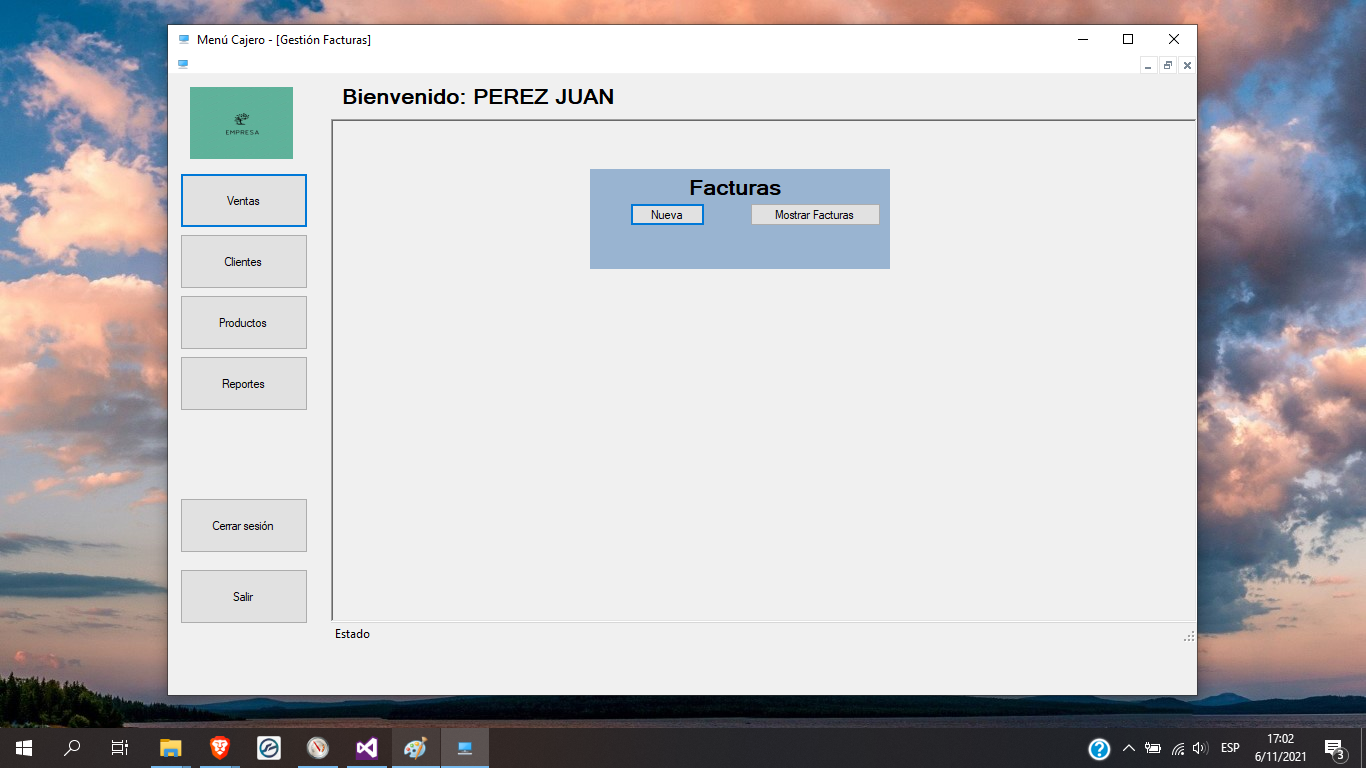 Menú Cajero - [Gestión Facturas]
EMPRESA
Bienvenido: PEREZ JUAN
Ventas
Clientes
Productos
Reportes
Cerrar sesión
Salir
Facturas
Nueva
Mostrar Facturas
Estado
ESP
17:02
6/11/2021
3